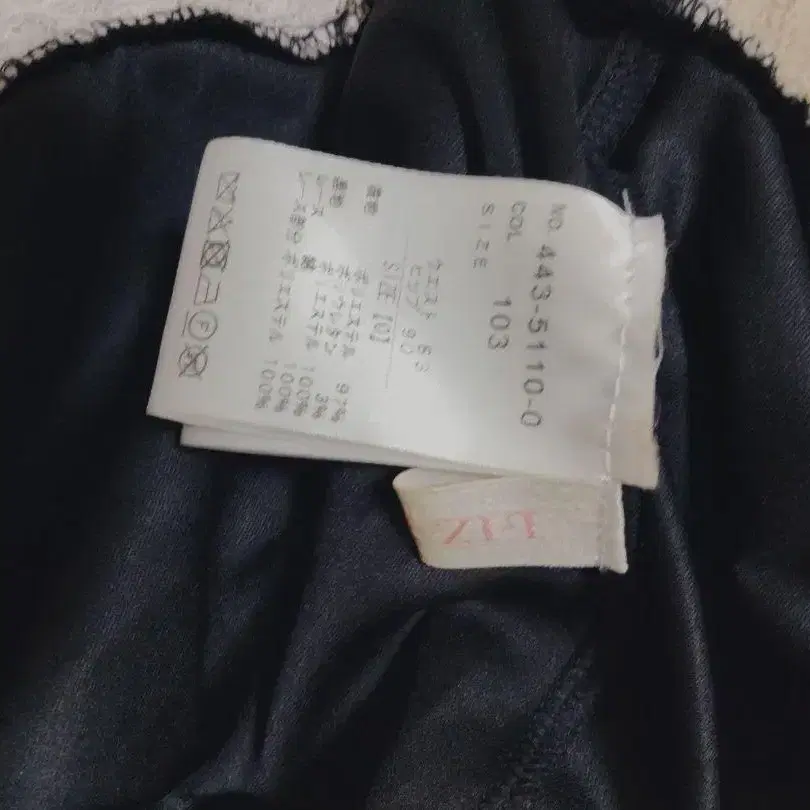 NO. 443-5110-0
COL 103
SIZE
ウエスト
ヒップ 90
SIZE [0]
表地 ポリエステル 97%
ポリウレタン 3%
裏地 ポリエステル 100%
レース部分 ポリエステル 100%
LIZ